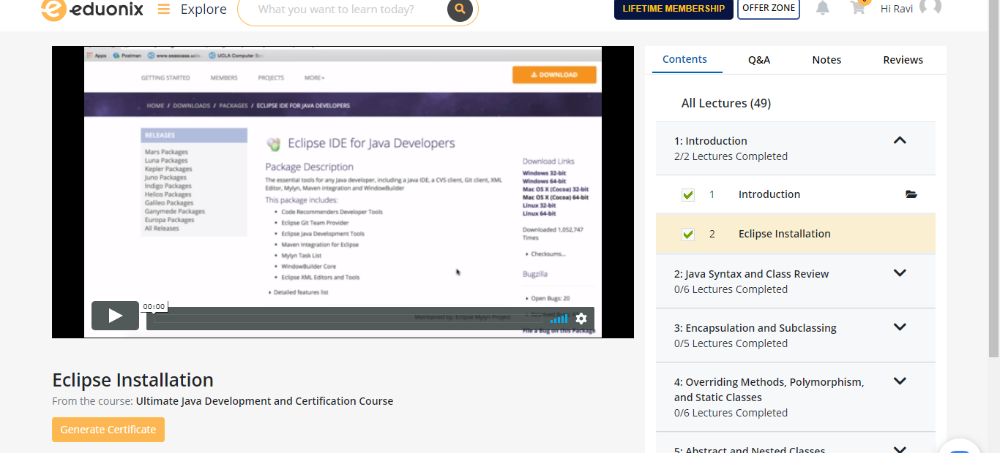 eduonix
Explore
What you want to learn today?
LIFETIME MEMBERSHIP
OFFER ZONE
Hi Ravi
Apps Postman UCLA Computer
GETTING STARTED MEMBERS PROJECTS MORE
DOWNLOAD
HOME / DOWNLOADS / PACKAGES / ECLIPSE IDE FOR JAVA DEVELOPERS
RELEASES
Mars Packages
Luna Packages
Kepler Packages
Juno Packages
Indigo Packages
Helios Packages
Galileo Packages
Ganymede Packages
Europa Packages
All Releases
Eclipse IDE for Java Developers
Package Description
The essential tools for any Java developer, including a Java IDE, a CVS client, Git client, XML
Editor, Mylyn, Maven integration and WindowBuilder
This package includes:
• Code Recommenders Developer Tools
• Eclipse Git Team Provider
• Eclipse Java Development Tools
• Maven Integration for Eclipse
• Mylyn Task List
• WindowBuilder Core
• Eclipse XML Editors and Tools
Detailed features list
Maintained by: Eclipse Mylyn Project
Download Links
Windows 32-bit
Windows 64-bit
Mac OS X (Cocoa) 32-bit
Mac OS X (Cocoa) 64-bit
Linux 32-bit
Linux 64-bit
Downloaded 1,052,747
Times
Checksums...
Bugzilla
Open Bugs: 20
File a Bug on this Package
00:00
Eclipse Installation
From the course: Ultimate Java Development and Certification Course
Generate Certificate
Contents Q&A Notes Reviews
All Lectures (49)
1: Introduction
2/2 Lectures Completed
1 Introduction
2 Eclipse Installation
2: Java Syntax and Class Review
0/6 Lectures Completed
3: Encapsulation and Subclassing
0/5 Lectures Completed
4: Overriding Methods, Polymorphism,
and Static Classes
0/6 Lectures Completed
5: Abstract and Nested Classes